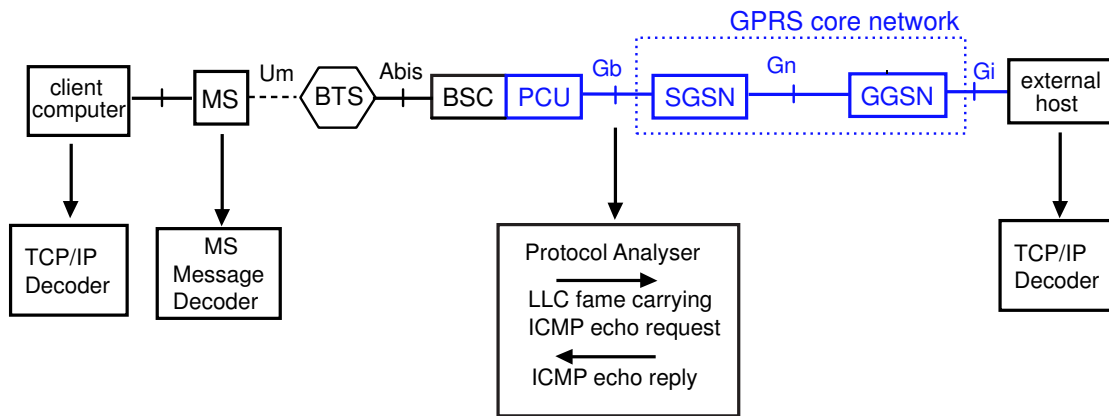 GPRS core network
client
computer
MS
Um
BTS
Abis
BSC
PCU
Gb
SGSN
Gn
GGSN
Gi
external
host
TCP/IP
Decoder
MS
Message
Decoder
Protocol Analyser
LLC fame carrying
ICMP echo request
ICMP echo reply
TCP/IP
Decoder